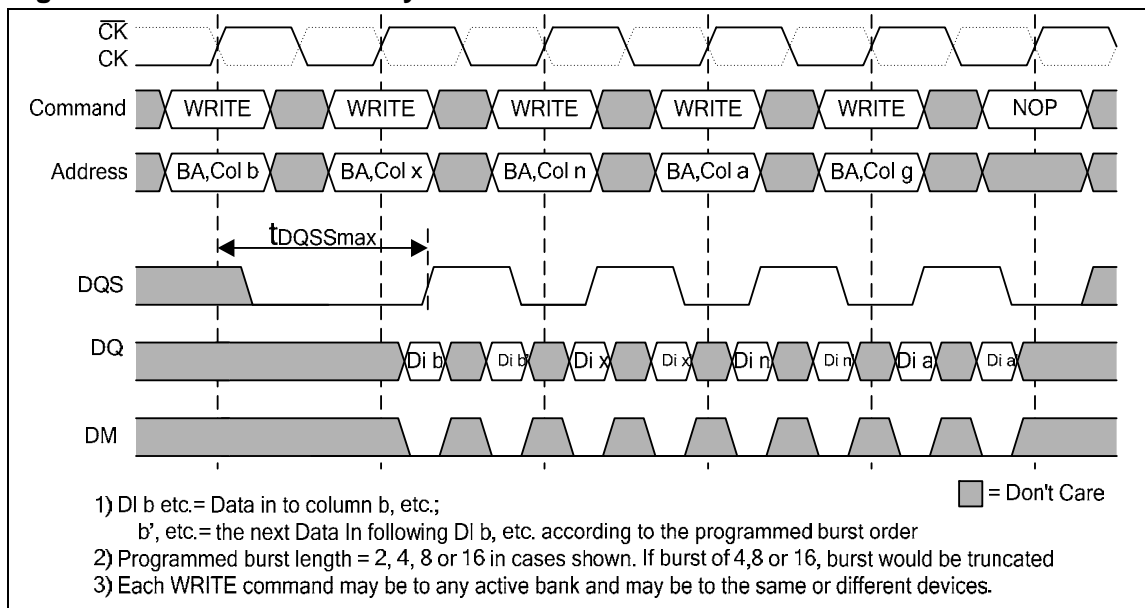 CK
CK
Command WRITE WRITE WRITE WRITE WRITE NOP
Address BA,Col b BA,Col x BA,Col n BA,Col a BA,Col g
tDQSSmax
DQS
DQ Di b Di b' Di x Di x' Di n Di n' Di a Di a'
DM
= Don't Care
1) DI b etc.= Data in to column b, etc.;
b', etc.= the next Data In following DI b, etc. according to the programmed burst order
2) Programmed burst length = 2, 4, 8 or 16 in cases shown. If burst of 4,8 or 16, burst would be truncated
3) Each WRITE command may be to any active bank and may be to the same or different devices.